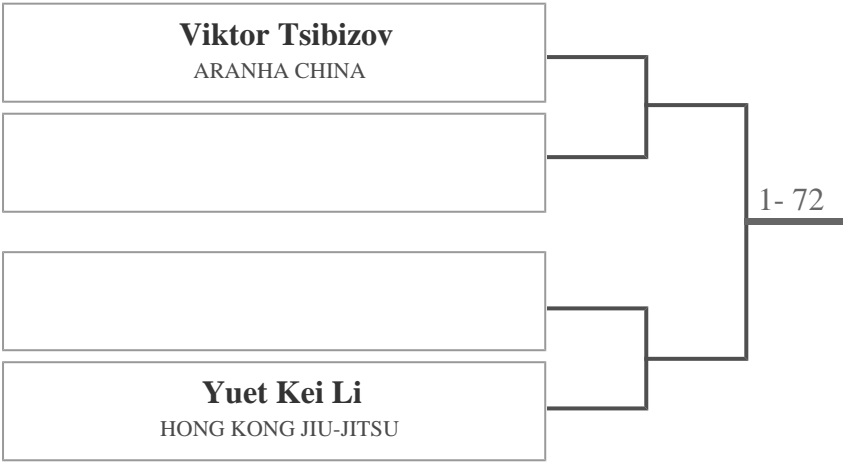 Viktor Tsibizov
ARANHA CHINA
1- 72
Yuet Kei Li
HONG KONG JIU-JITSU